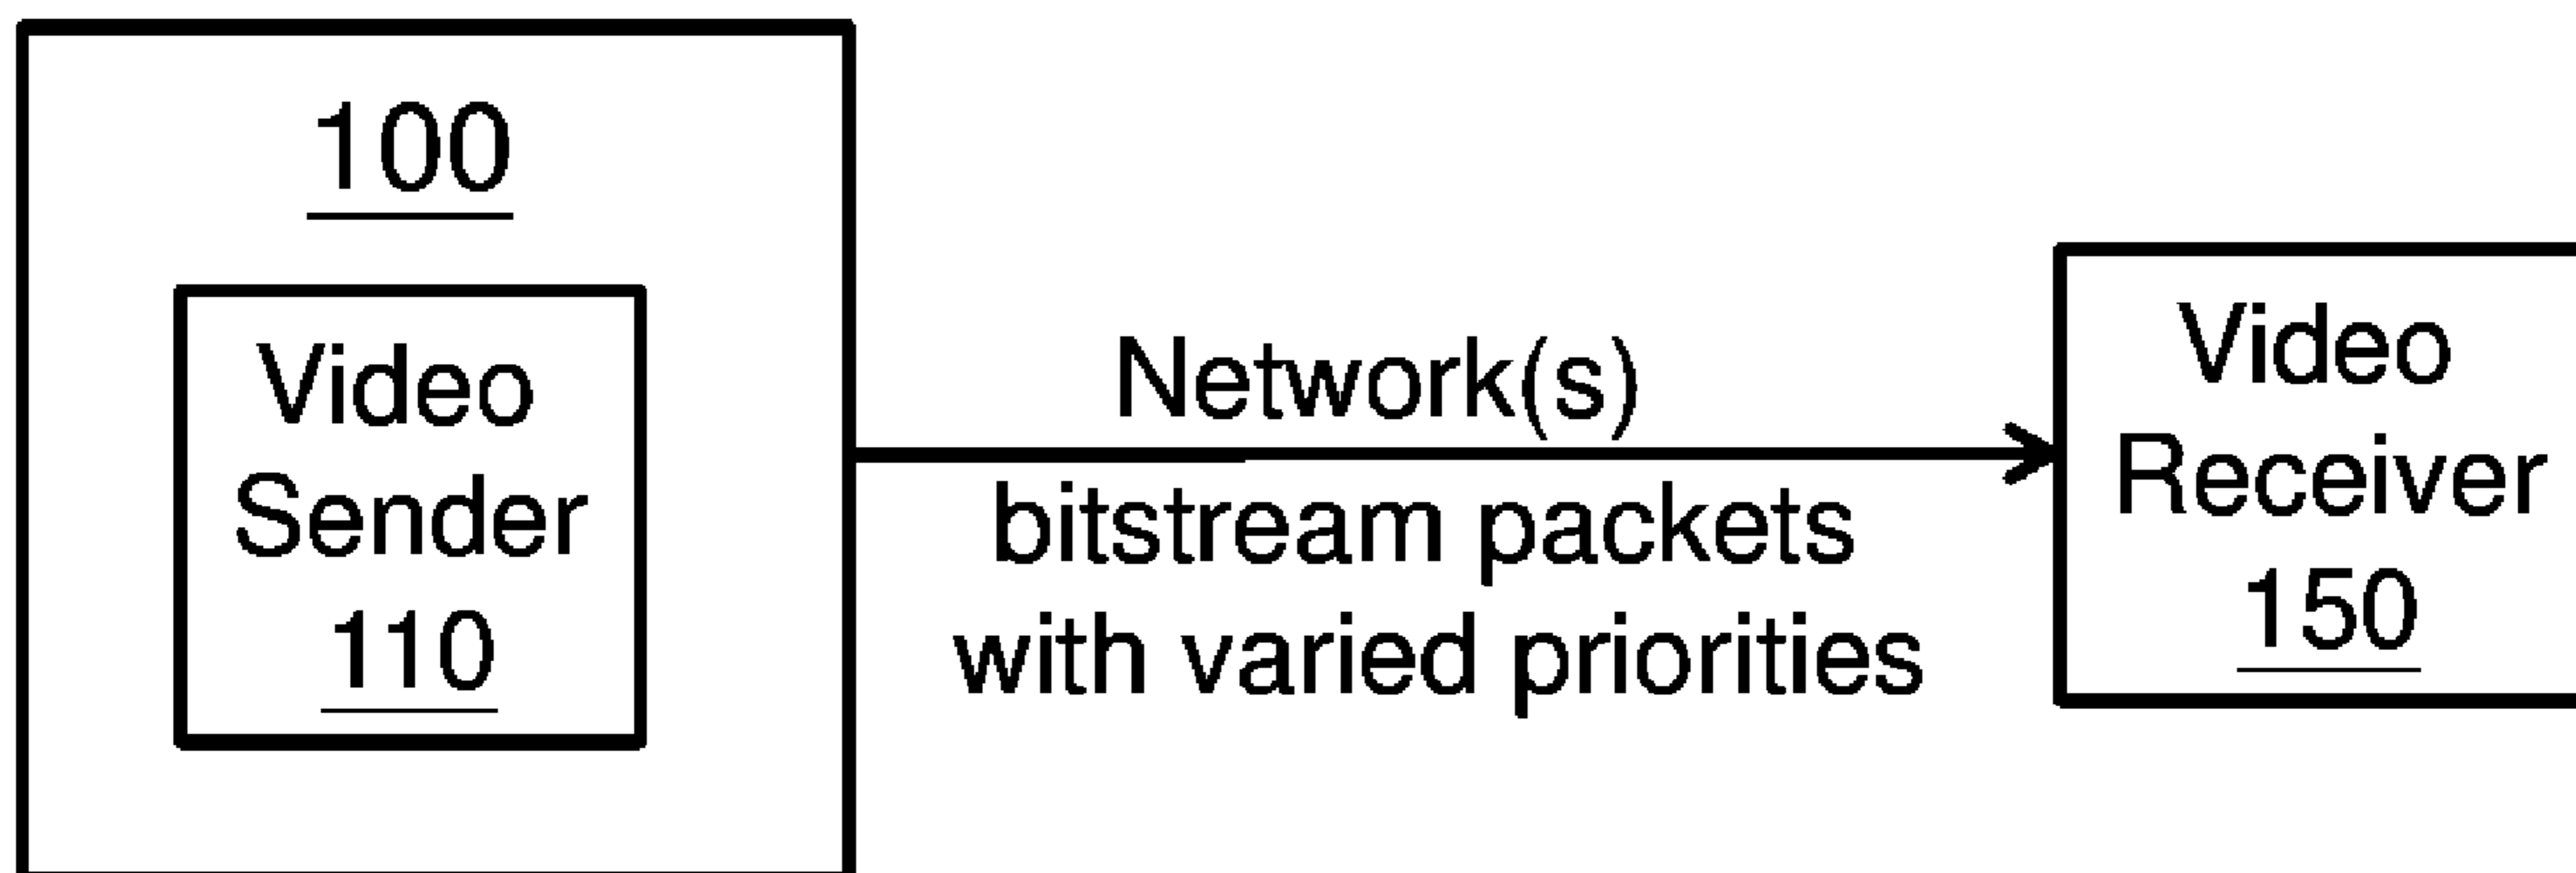 100
Video
Sender
110
Network(s)
bitstream packets
with varied priorities
Video
Receiver
150